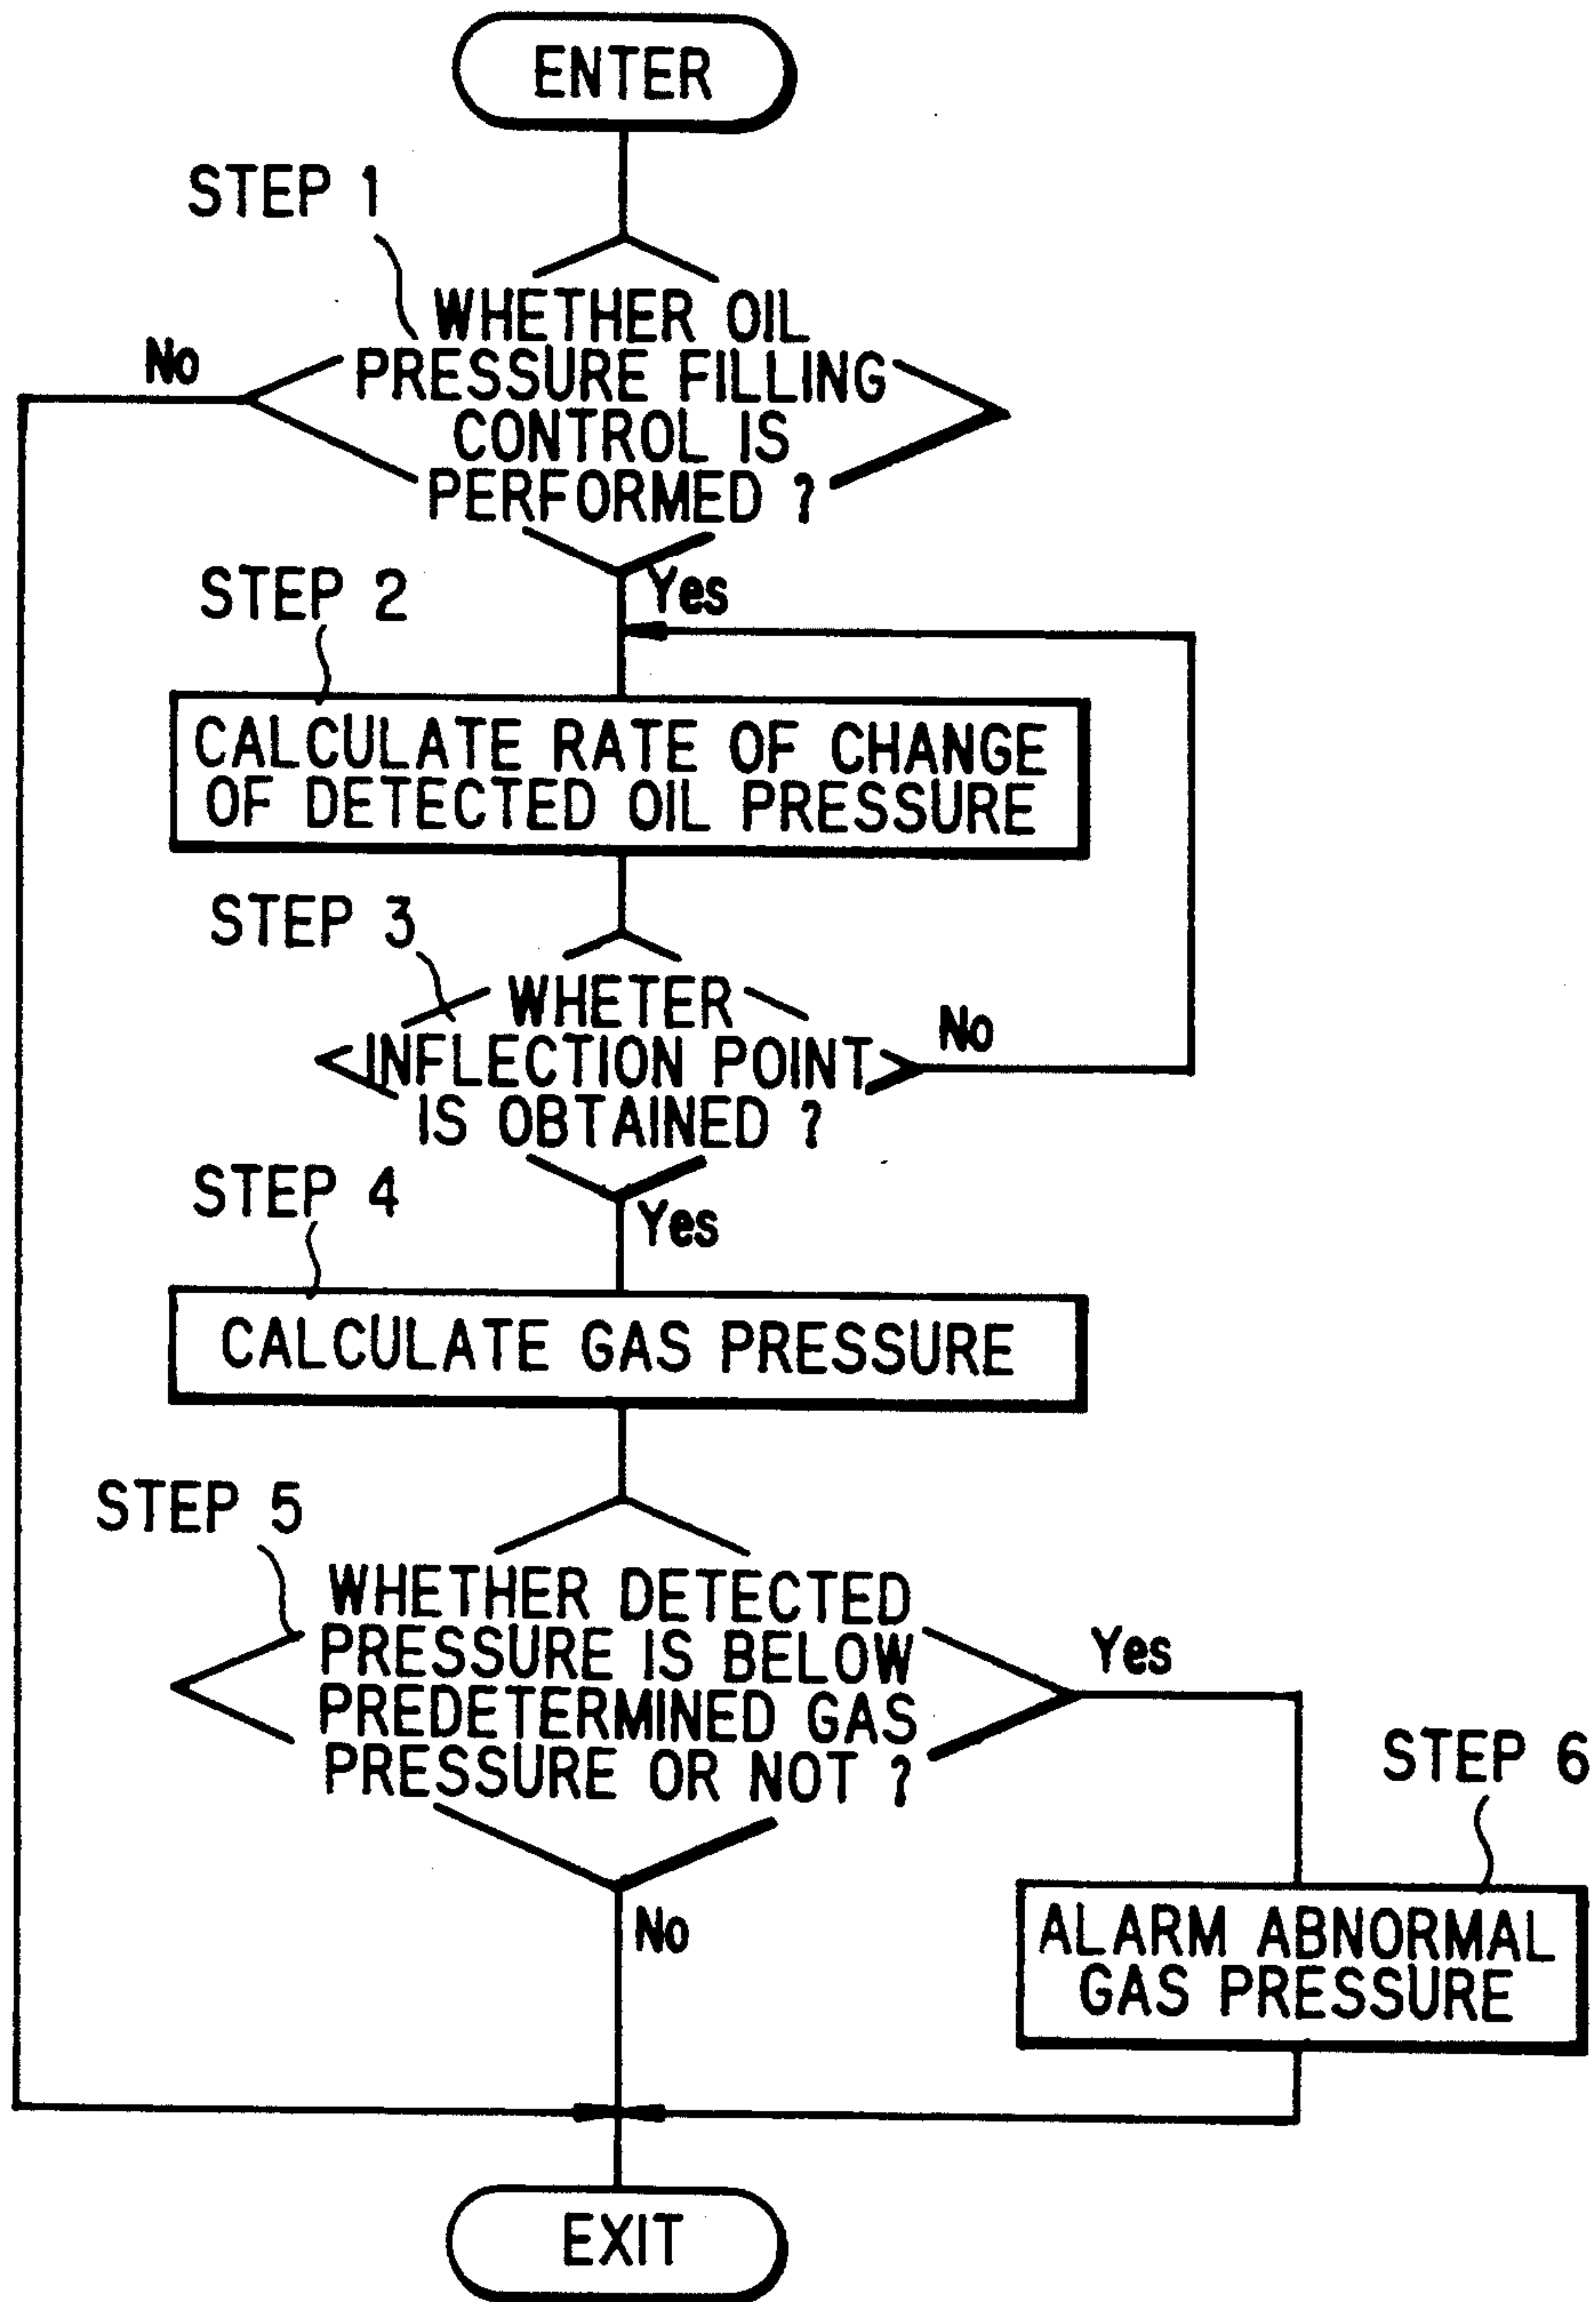 ENTER
STEP 1
WHETHER OIL
PRESSURE FILLING
CONTROL IS
PERFORMED ?
No
Yes
STEP 2
CALCULATE RATE OF CHANGE
OF DETECTED OIL PRESSURE
STEP 3
WHETER
INFLECTION POINT
IS OBTAINED ?
No
Yes
STEP 4
CALCULATE GAS PRESSURE
STEP 5
WHETHER DETECTED
PRESSURE IS BELOW
PREDETERMINED GAS
PRESSURE OR NOT ?
Yes
No
STEP 6
ALARM ABNORMAL
GAS PRESSURE
EXIT